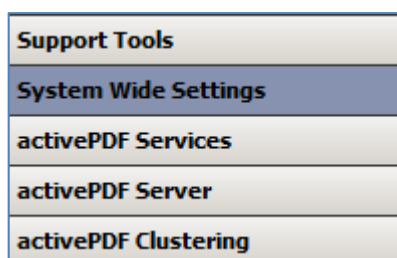 Support Tools
System Wide Settings
activePDF Services
activePDF Server
activePDF Clustering